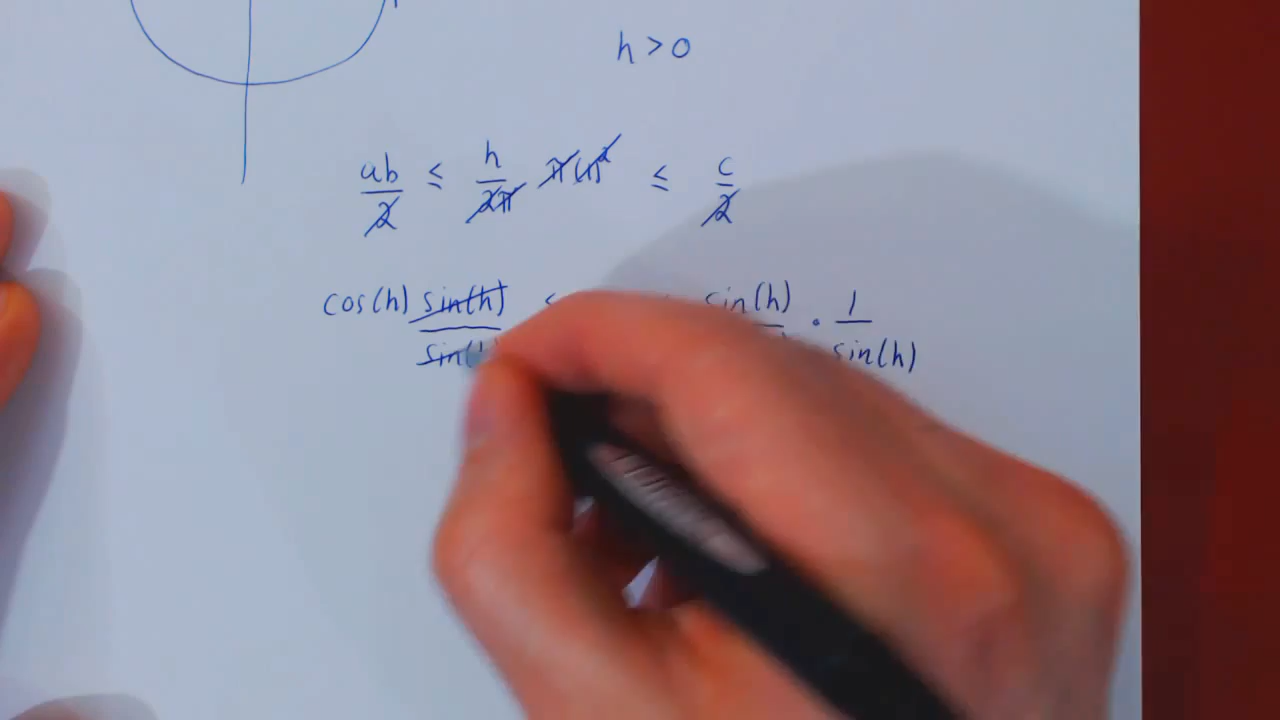 h > 0
ab/2 ≤ h/2π π(1)² ≤ c/2
cos(h) sin(h)/sin(h ≤ sin(h) · 1/sin(h)